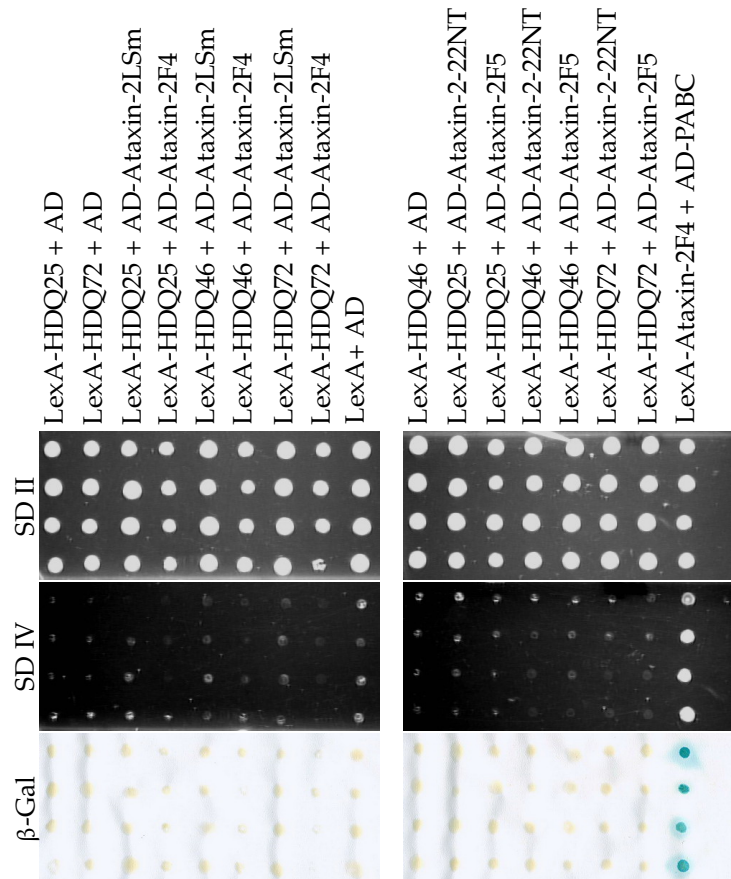 LexA-HDQ25 + AD
LexA-HDQ72 + AD
LexA-HDQ25 + AD-Ataxin-2LSm
LexA-HDQ25 + AD-Ataxin-2F4
LexA-HDQ46 + AD-Ataxin-2LSm
LexA-HDQ46 + AD-Ataxin-2F4
LexA-HDQ72 + AD-Ataxin-2LSm
LexA-HDQ72 + AD-Ataxin-2F4
LexA+ AD
LexA-HDQ46 + AD
LexA-HDQ25 + AD-Ataxin-2-22NT
LexA-HDQ25 + AD-Ataxin-2F5
LexA-HDQ46 + AD-Ataxin-2-22NT
LexA-HDQ46 + AD-Ataxin-2F5
LexA-HDQ72 + AD-Ataxin-2-22NT
LexA-HDQ72 + AD-Ataxin-2F5
LexA-Ataxin-2F4 + AD-PABC
SD II
SD IV
β-Gal